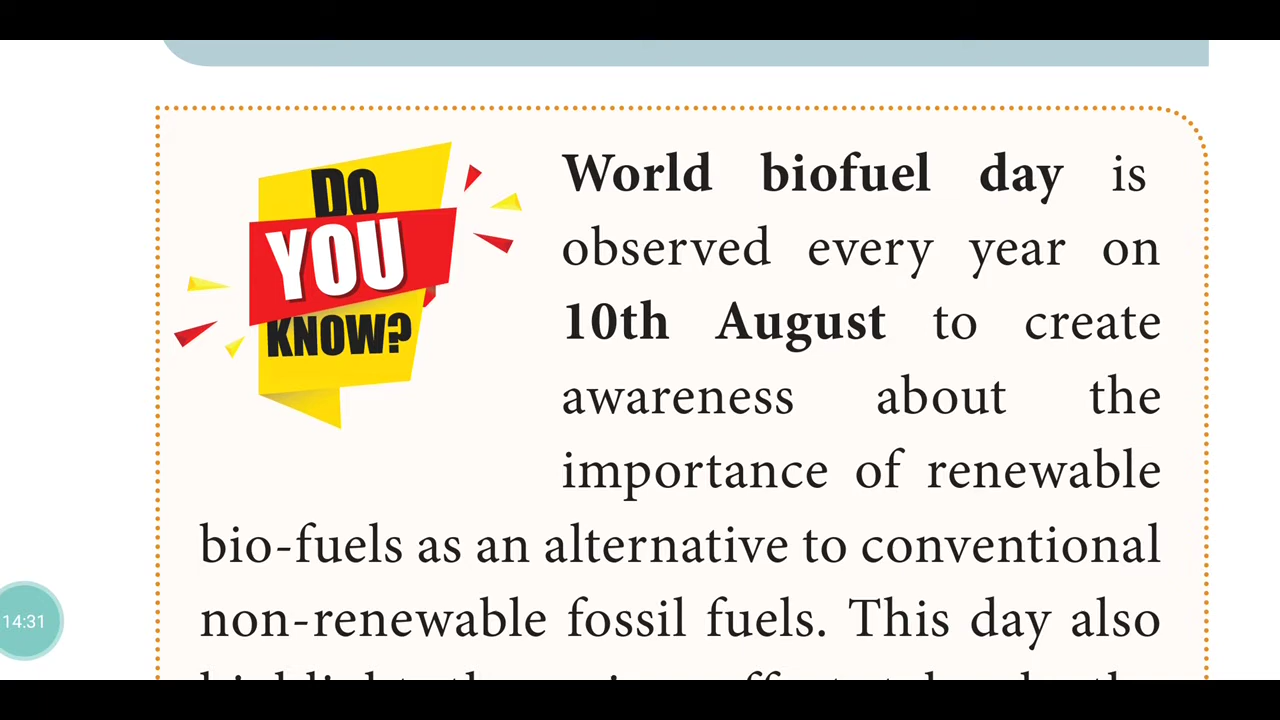 DO
YOU
KNOW?
World biofuel day is
observed every year on
10th August to create
awareness about the
importance of renewable
bio-fuels as an alternative to conventional
non-renewable fossil fuels. This day also
14:31